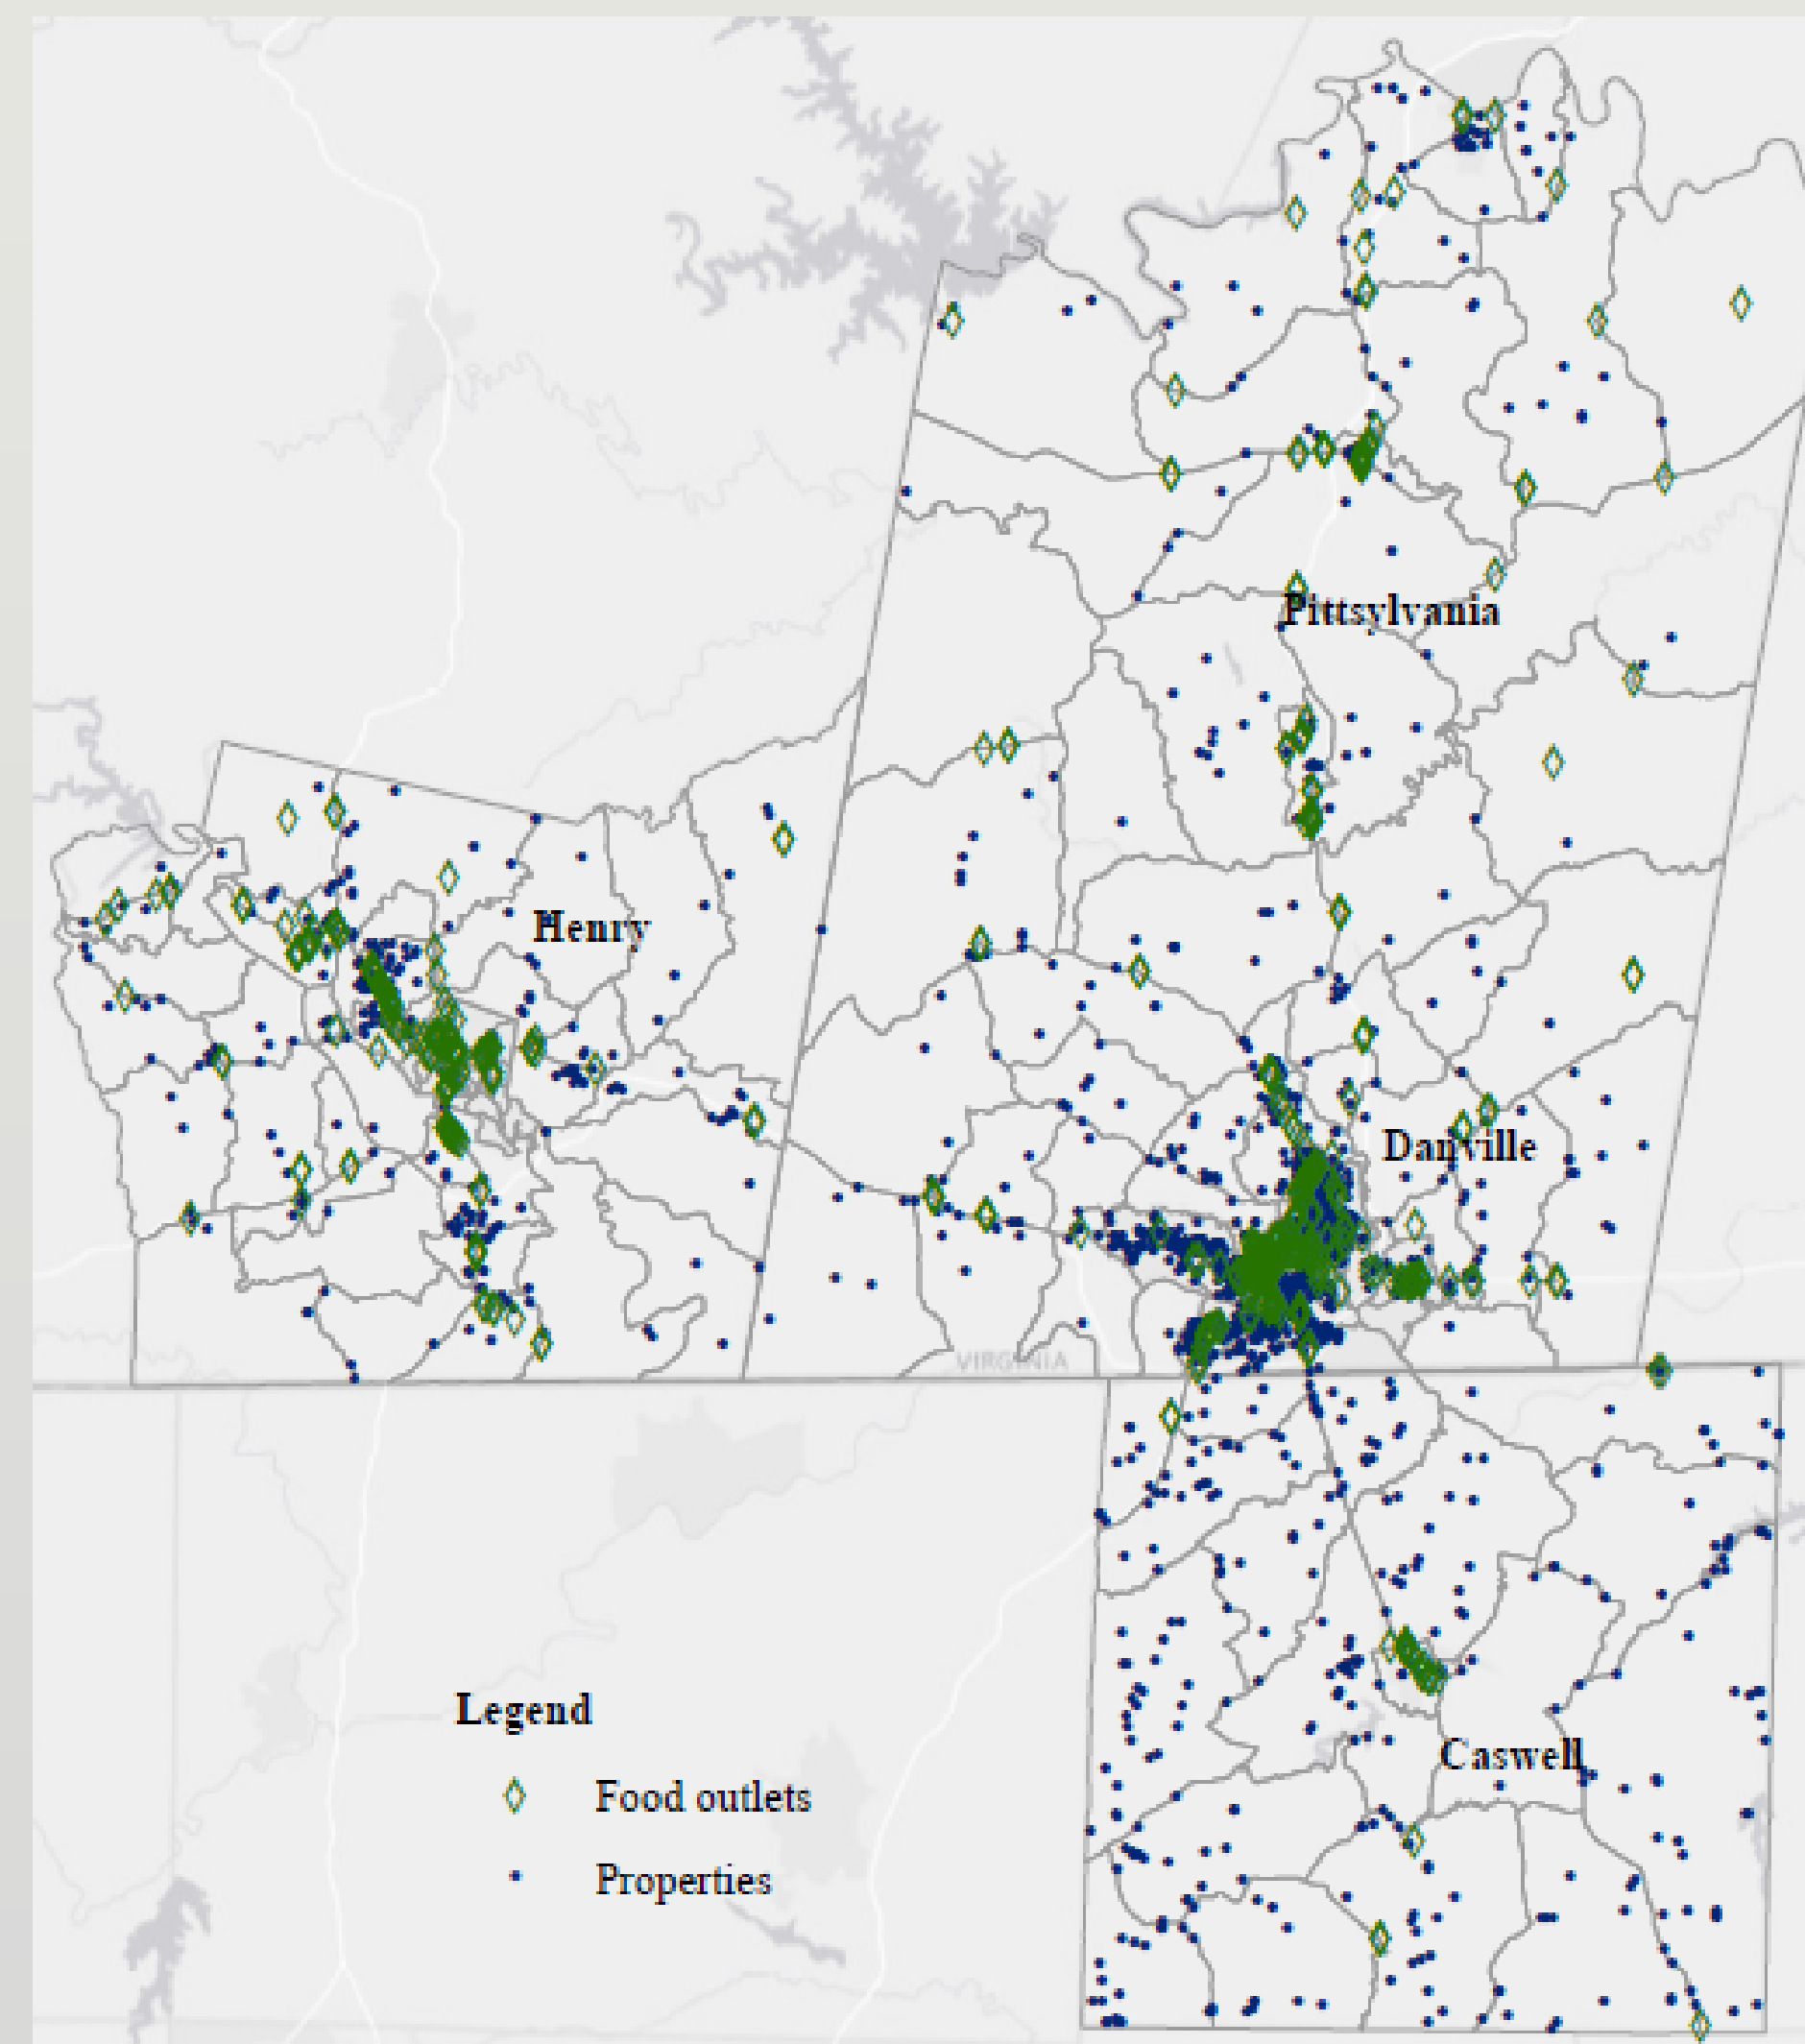 Pittsylvania
Henry
Danville
VIRGINIA
Caswell
Legend
Food outlets
Properties